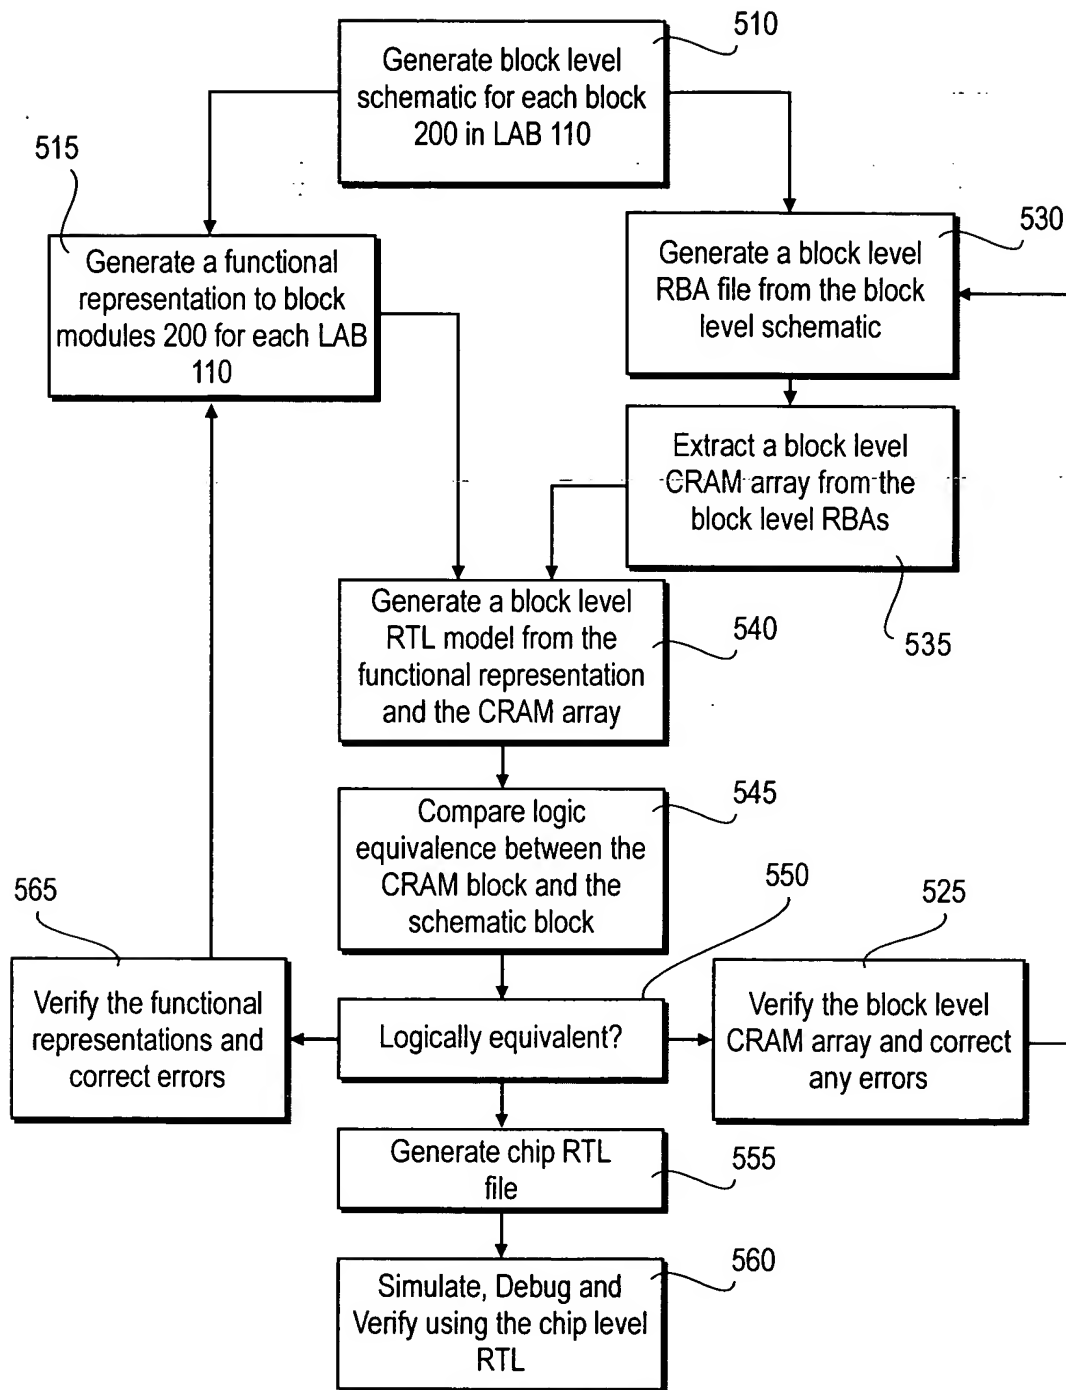 510
Generate block level
schematic for each block
200 in LAB 110
515
Generate a functional
representation to block
modules 200 for each LAB
110
530
Generate a block level
RBA file from the block
level schematic
Extract a block level
CRAM array from the
block level RBAs
535
Generate a block level
RTL model from the
functional representation
and the CRAM array
540
Compare logic
equivalence between the
CRAM block and the
schematic block
545
550
Logically equivalent?
565
Verify the functional
representations and
correct errors
525
Verify the block level
CRAM array and correct
any errors
Generate chip RTL
file
555
Simulate, Debug and
Verify using the chip level
RTL
560